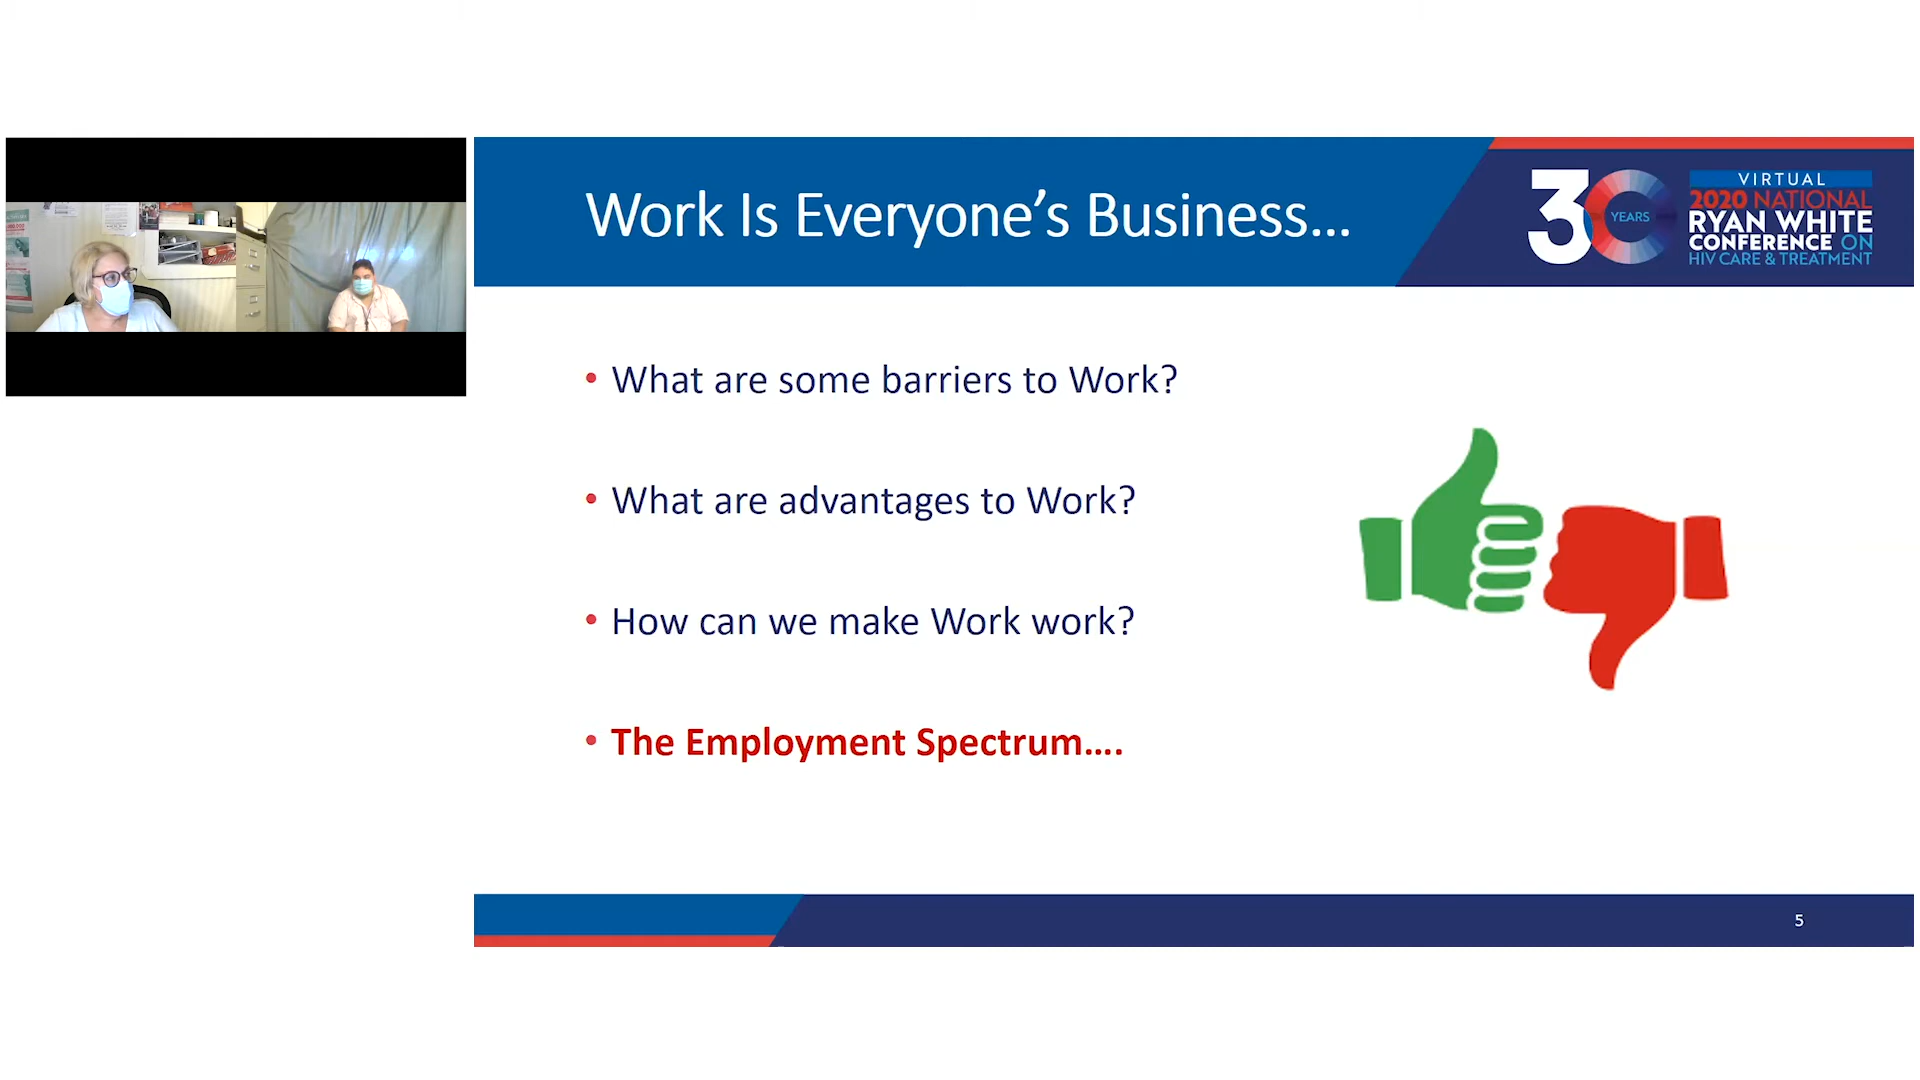 Work Is Everyone's Business...
30
YEARS
VIRTUAL
2020 NATIONAL
RYAN WHITE
CONFERENCE ON
HIV CARE & TREATMENT
• What are some barriers to Work?
• What are advantages to Work?
• How can we make Work work?
• The Employment Spectrum....
5